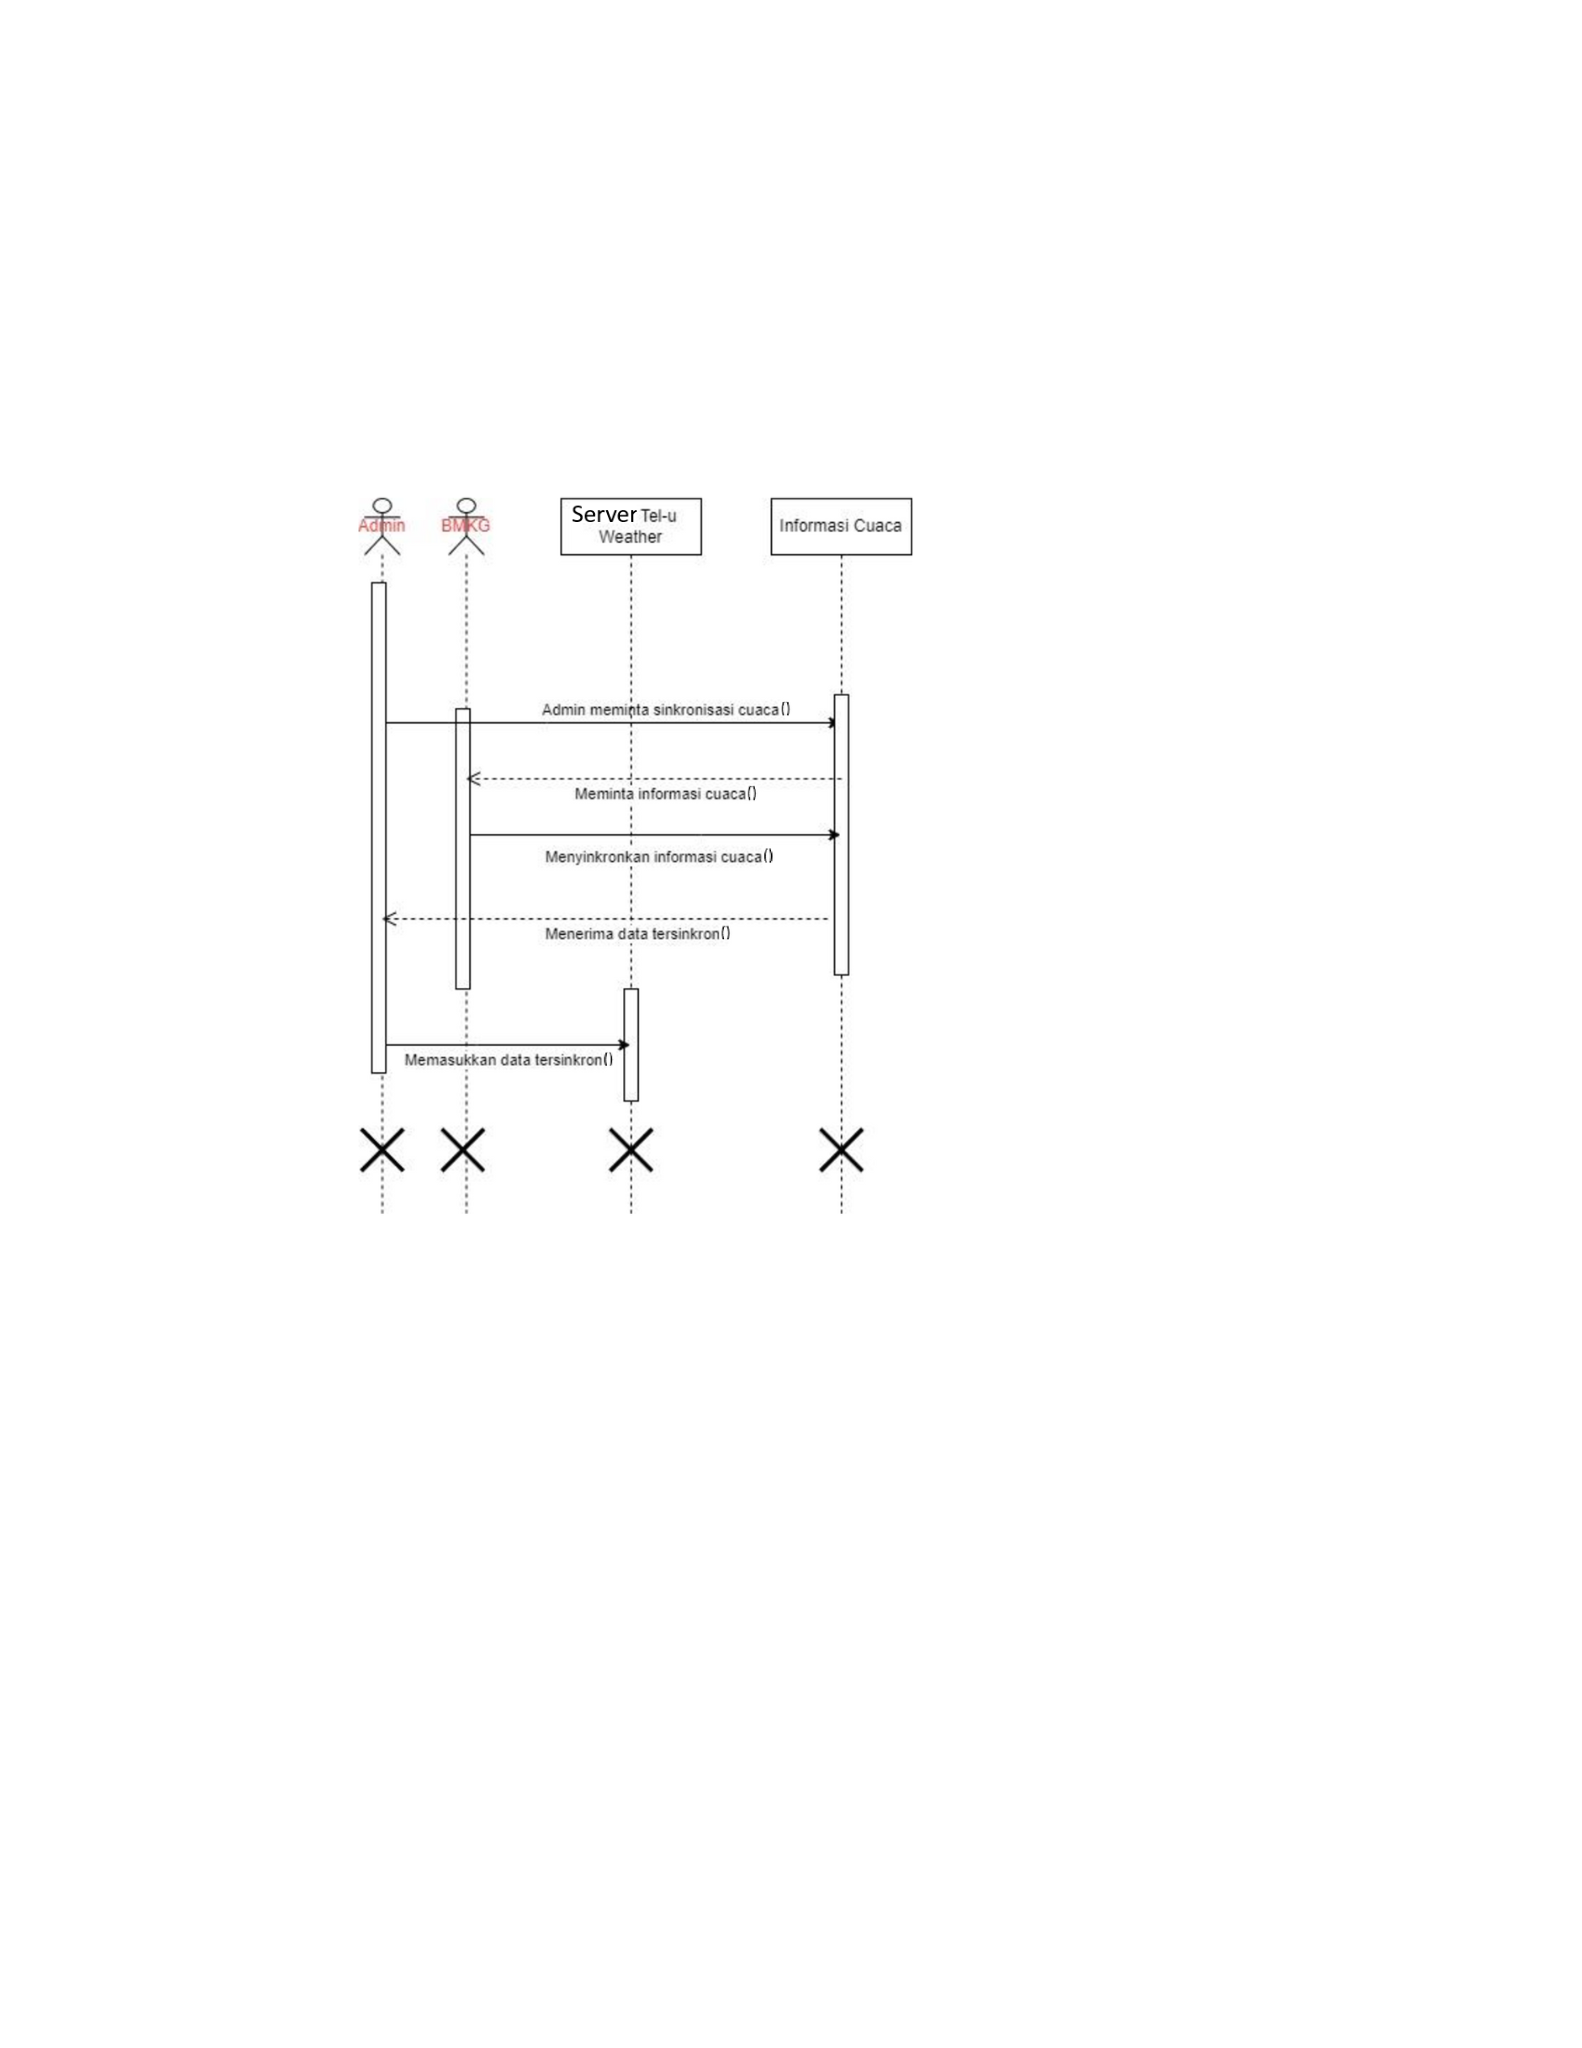 Admin
BMKG
Server Tel-u
Weather
Informasi Cuaca
Admin meminta sinkronisasi cuaca()
Meminta informasi cuaca()
Menyinkronkan informasi cuaca()
Menerima data tersinkron()
Memasukkan data tersinkron()